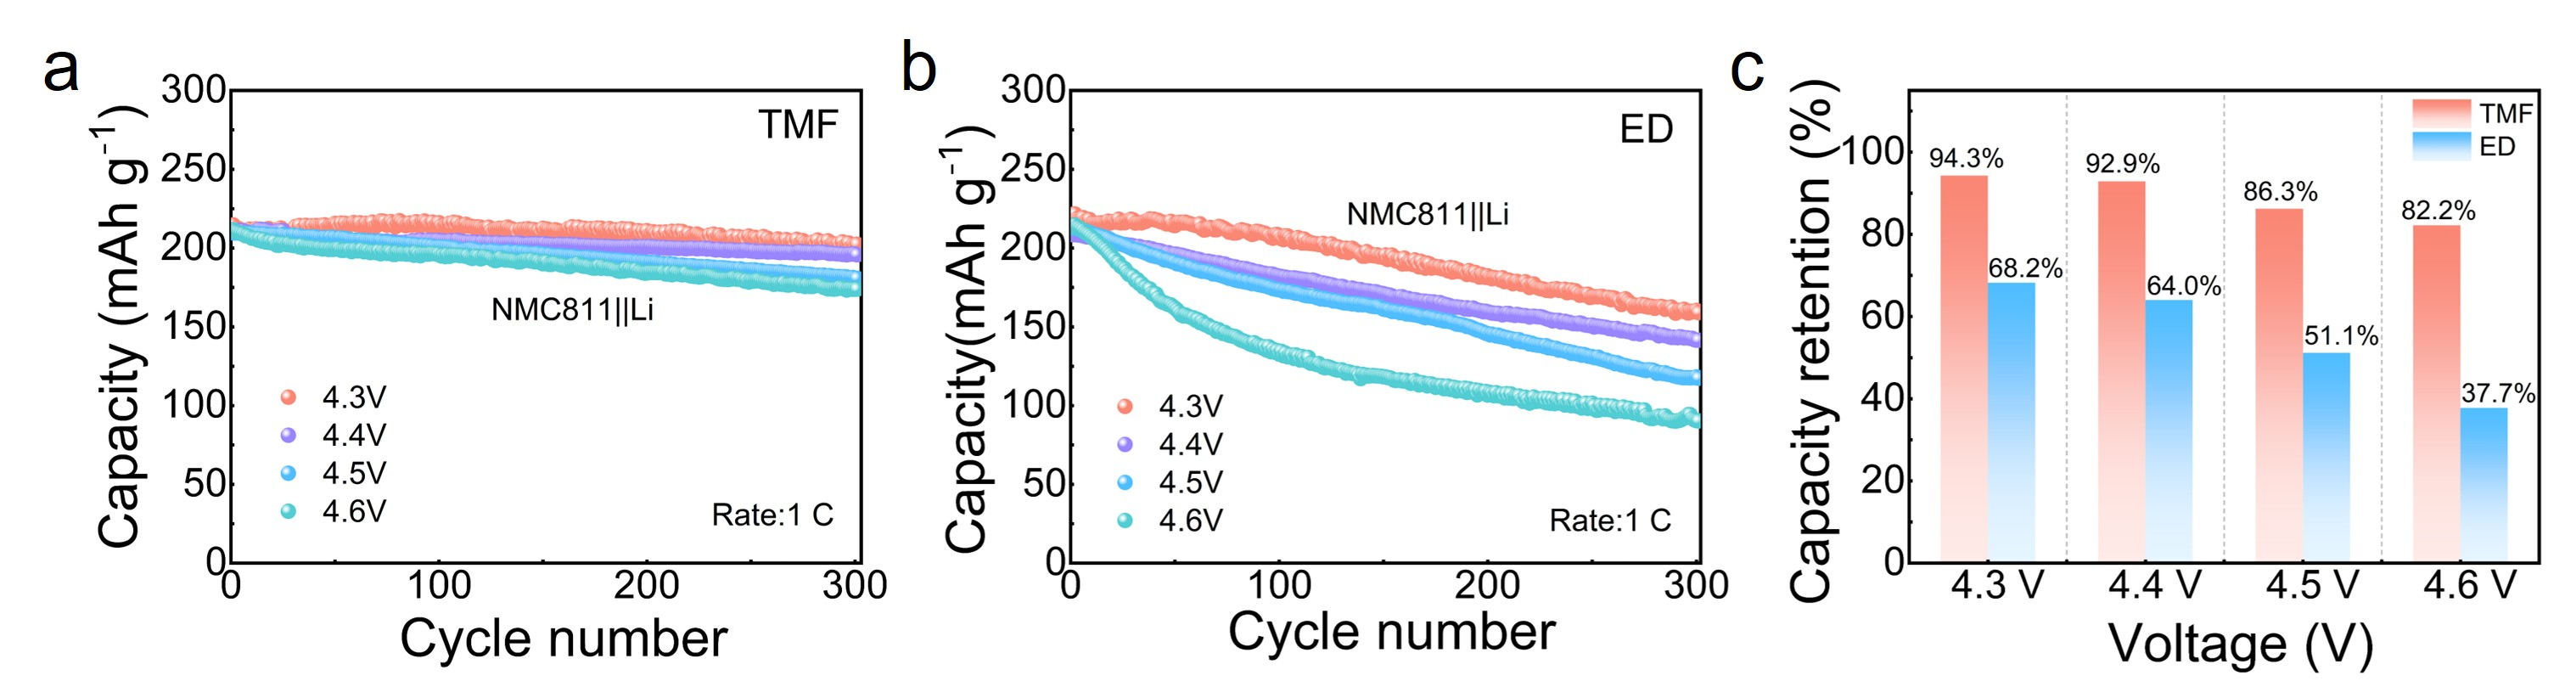 a
300
250
200
150
100
50
0
0 100 200 300
Capacity (mAh g⁻¹)
Cycle number
TMF
NMC811||Li
4.3V
4.4V
4.5V
4.6V
Rate:1 C
b
300
250
200
150
100
50
0
0 100 200 300
Capacity(mAh g⁻¹)
Cycle number
ED
NMC811||Li
4.3V
4.4V
4.5V
4.6V
Rate:1 C
c
100
80
60
40
20
0
Capacity retention (%)
TMF
ED
94.3%
68.2%
92.9%
64.0%
86.3%
51.1%
82.2%
37.7%
4.3 V 4.4 V 4.5 V 4.6 V
Voltage (V)